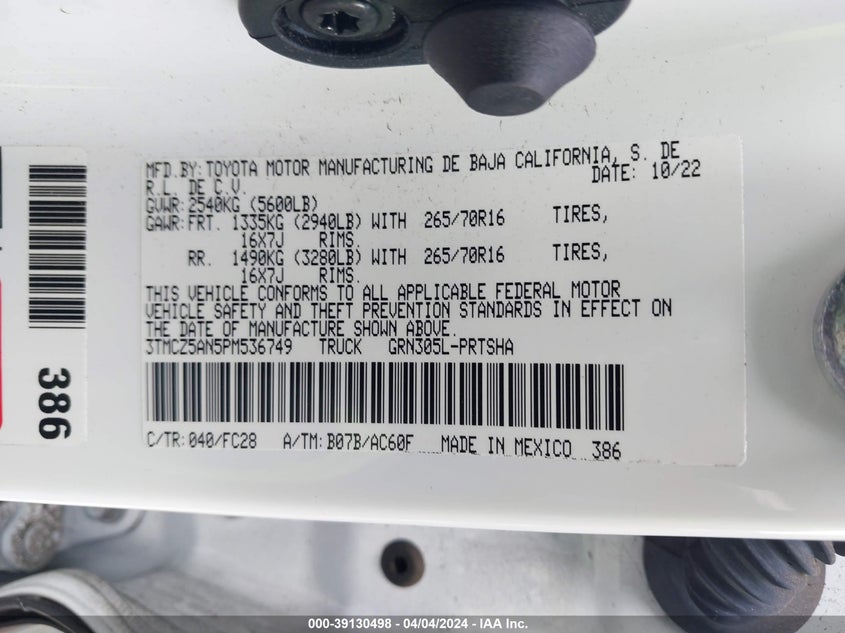 MFD.BY:TOYOTA MOTOR MANUFACTURING DE BAJA CALIFORNIA, S. DE
R.L. DE C.V. DATE: 10/22
GVWR:2540KG (5600LB)
GAWR:FRT. 1335KG (2940LB) WITH 265/70R16 TIRES,
16X7J RIMS.
RR. 1490KG (3280LB) WITH 265/70R16 TIRES,
16X7J RIMS.
THIS VEHICLE CONFORMS TO ALL APPLICABLE FEDERAL MOTOR
VEHICLE SAFETY AND THEFT PREVENTION STANDARDS IN EFFECT ON
THE DATE OF MANUFACTURE SHOWN ABOVE.
3TMCZ5AN5PM536749 TRUCK GRN305L-PRTSHA
C/TR:040/FC28 A/TM:B07B/AC60F MADE IN MEXICO 386
386
000-39130498 - 04/04/2024 - IAA Inc.